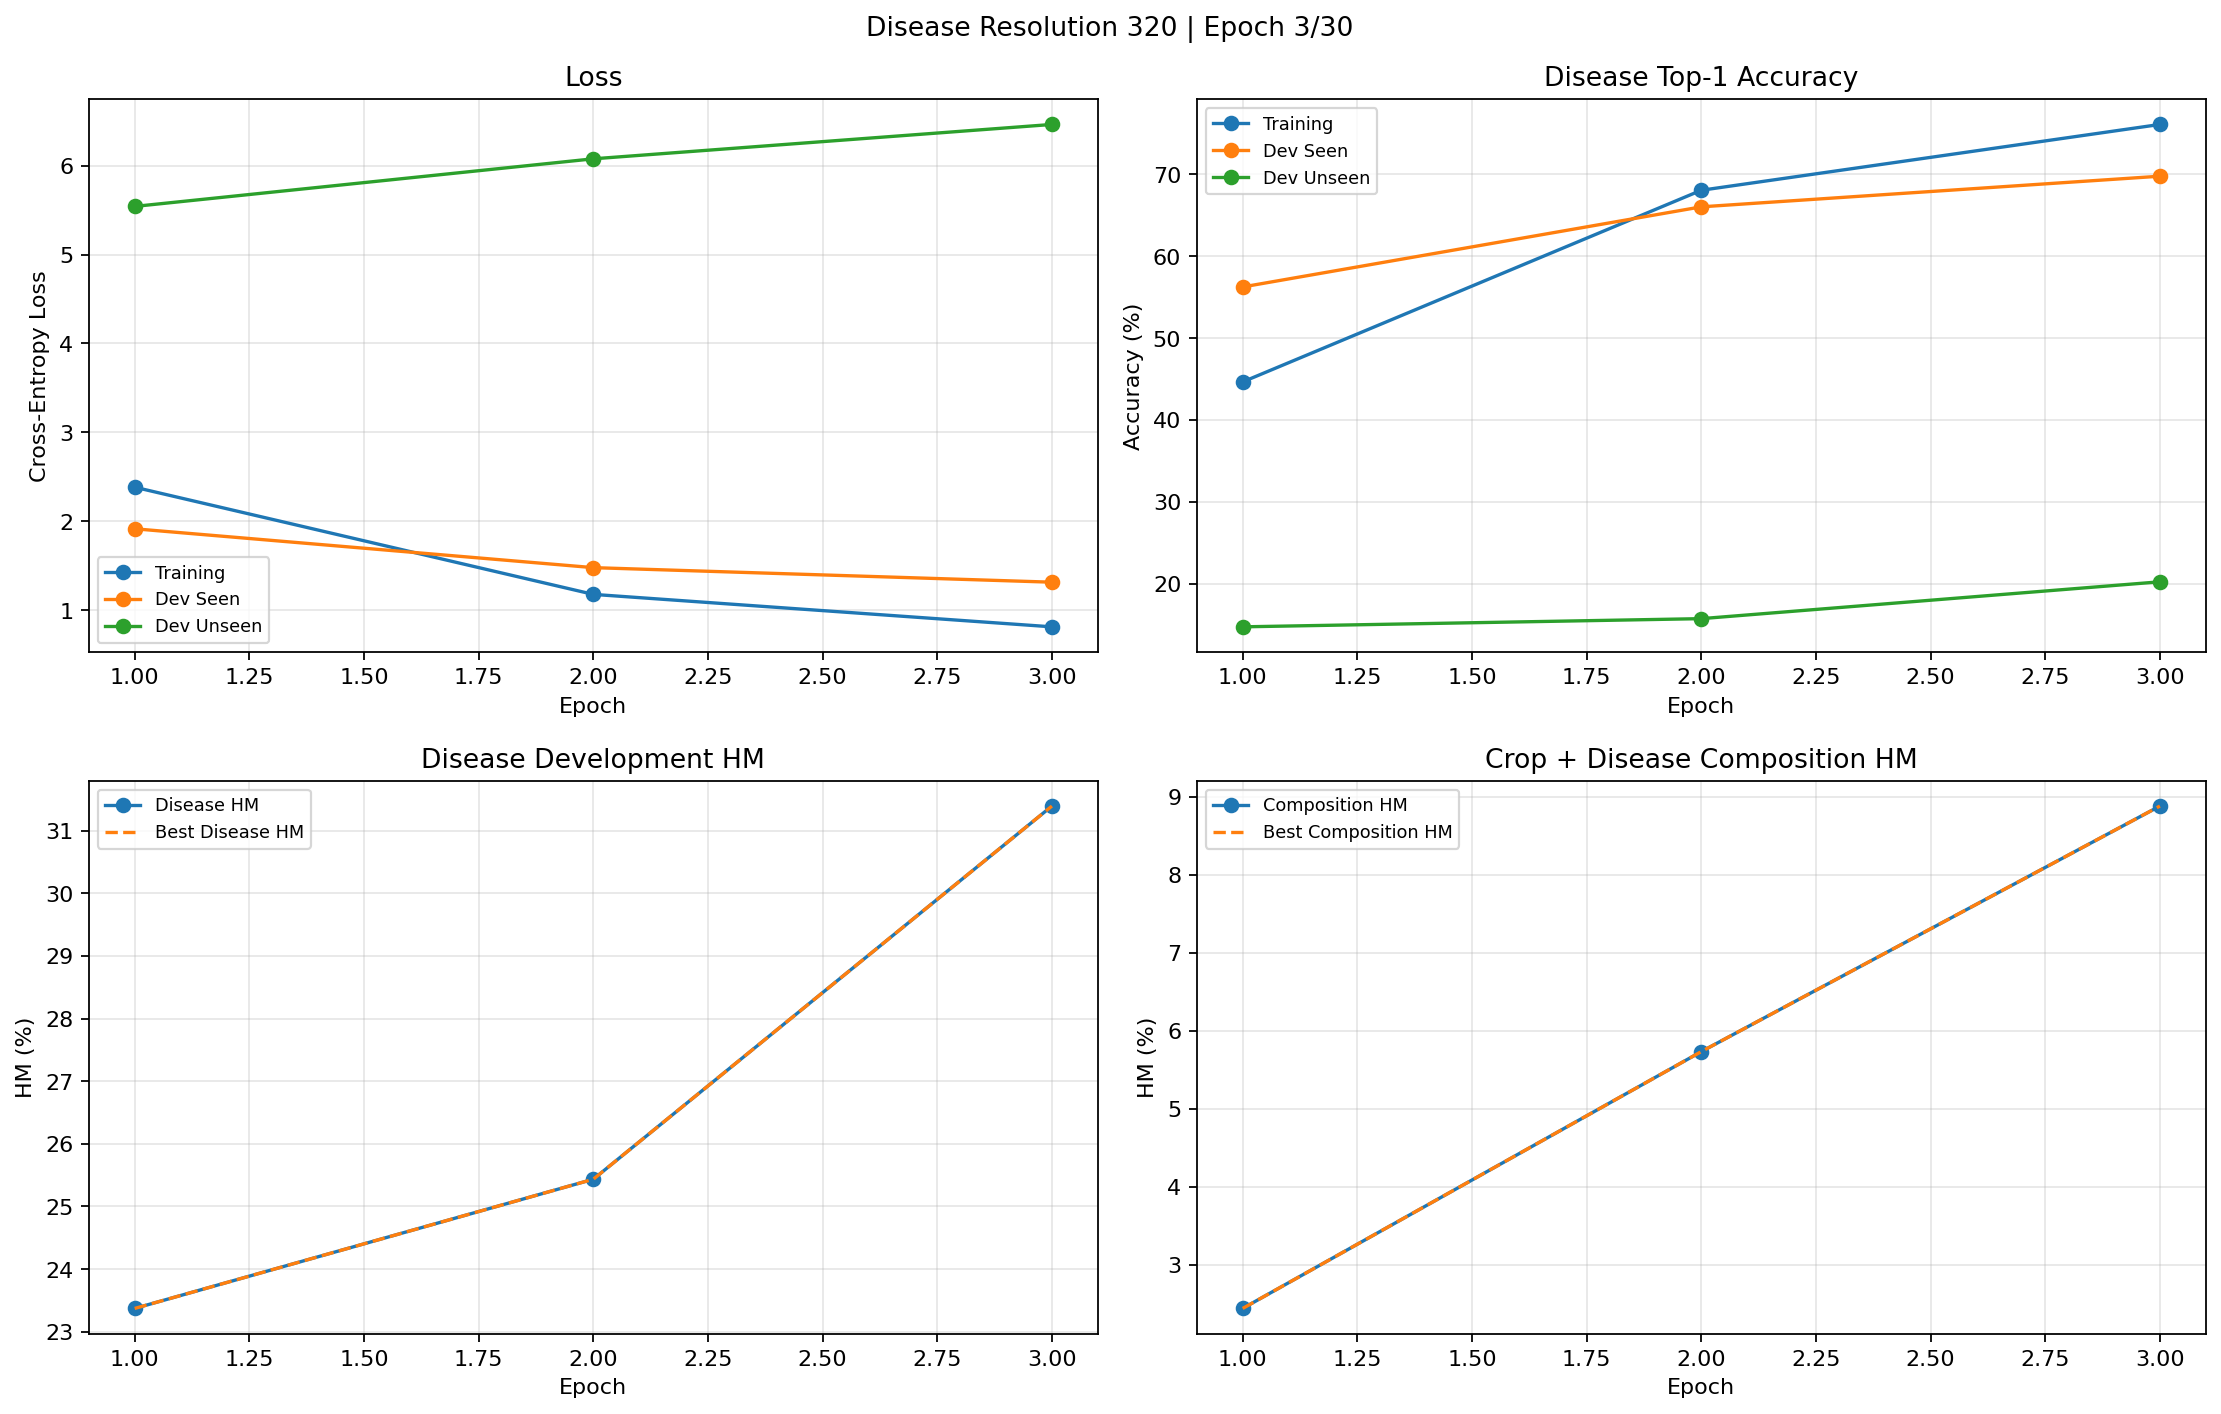 Disease Resolution 320 | Epoch 3/30
Loss
Cross-Entropy Loss
6
5
4
3
2
1
Training
Dev Seen
Dev Unseen
1.00 1.25 1.50 1.75 2.00 2.25 2.50 2.75 3.00
Epoch
Disease Top-1 Accuracy
Accuracy (%)
70
60
50
40
30
20
Training
Dev Seen
Dev Unseen
1.00 1.25 1.50 1.75 2.00 2.25 2.50 2.75 3.00
Epoch
Disease Development HM
HM (%)
31
30
29
28
27
26
25
24
23
Disease HM
Best Disease HM
1.00 1.25 1.50 1.75 2.00 2.25 2.50 2.75 3.00
Epoch
Crop + Disease Composition HM
HM (%)
9
8
7
6
5
4
3
Composition HM
Best Composition HM
1.00 1.25 1.50 1.75 2.00 2.25 2.50 2.75 3.00
Epoch